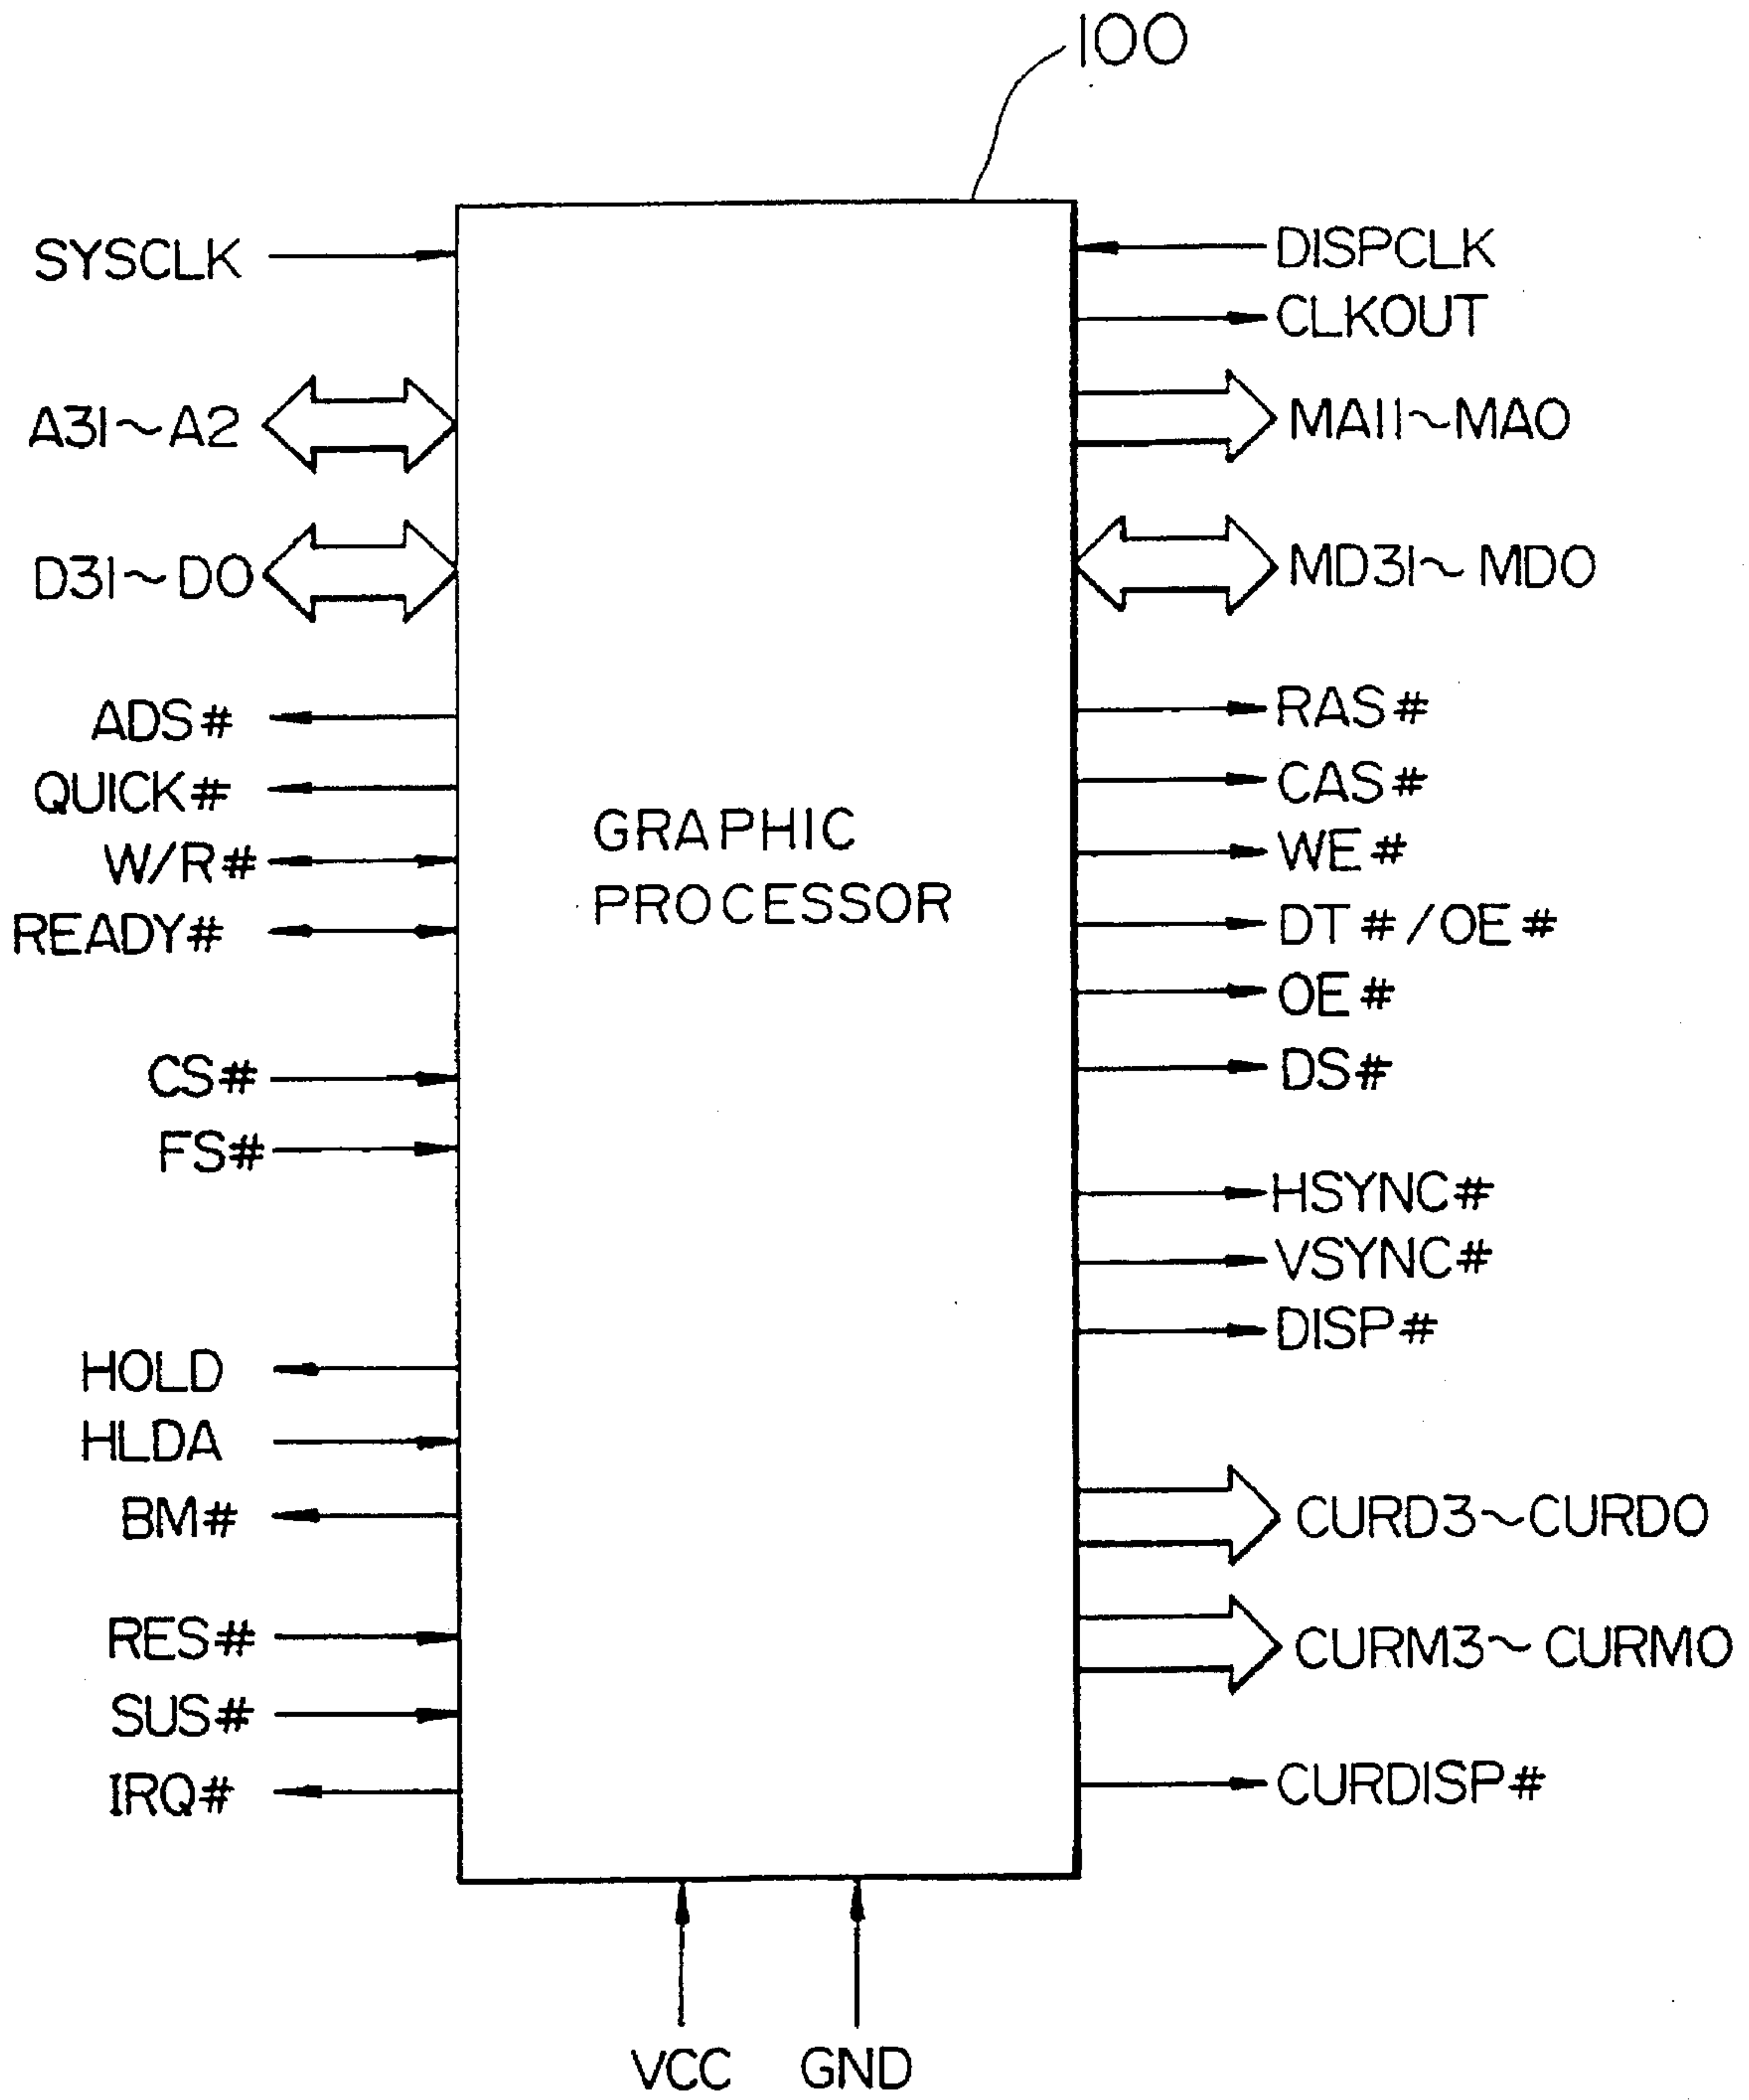 100
SYSCLK
A31~A2
D31~D0
ADS#
QUICK#
W/R#
READY#
CS#
FS#
HOLD
HLDA
BM#
RES#
SUS#
IRQ#
GRAPHIC
PROCESSOR
DISPCLK
CLKOUT
MA11~MA0
MD31~MD0
RAS#
CAS#
WE#
DT#/OE#
OE#
DS#
HSYNC#
VSYNC#
DISP#
CURD3~CURD0
CURM3~CURM0
CURDISP#
VCC
GND